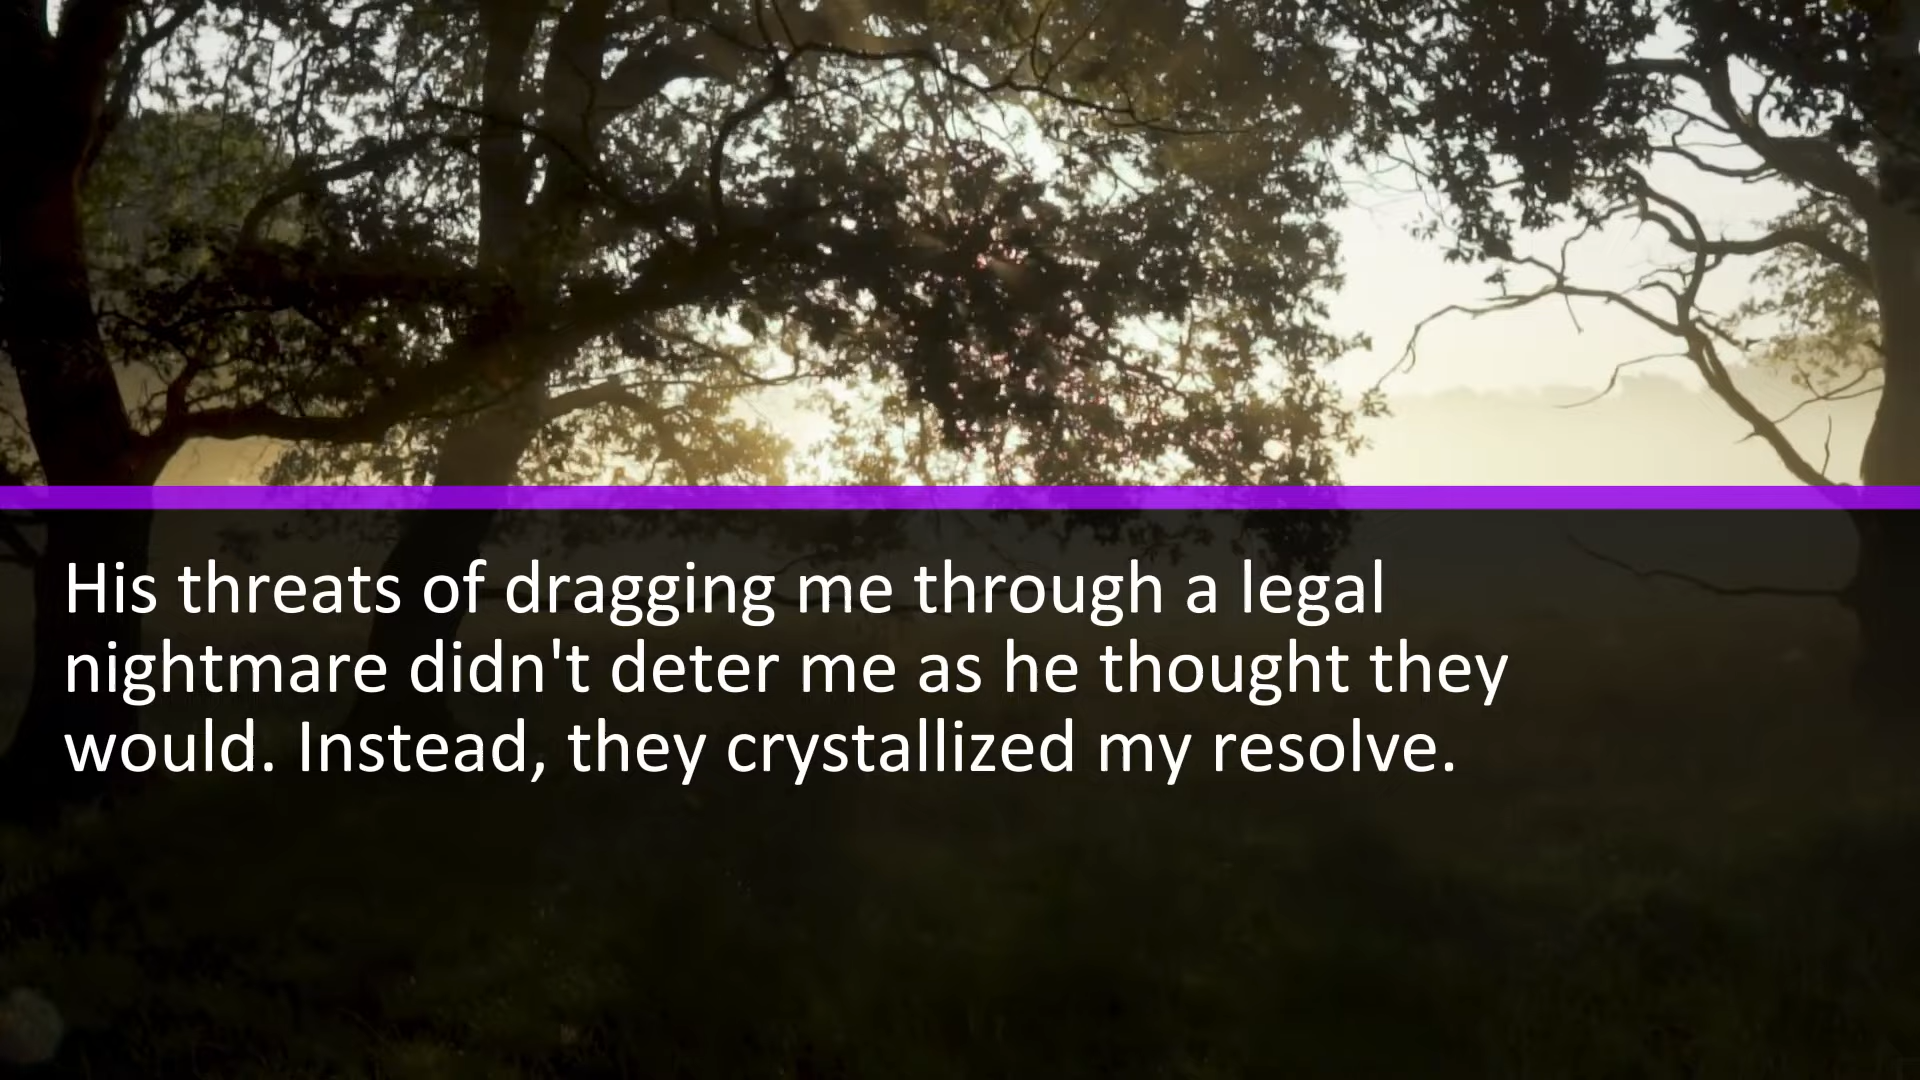 His threats of dragging me through a legal
nightmare didn't deter me as he thought they
would. Instead, they crystallized my resolve.